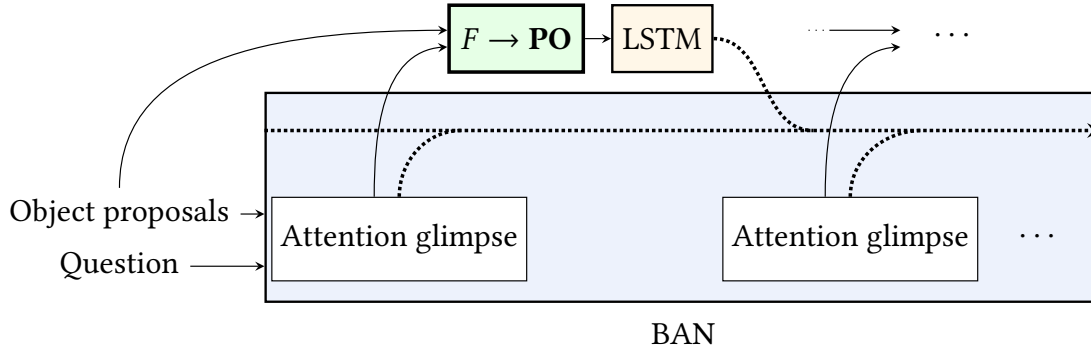 F → PO
LSTM
...
...
Object proposals
Attention glimpse
Attention glimpse
...
Question
BAN